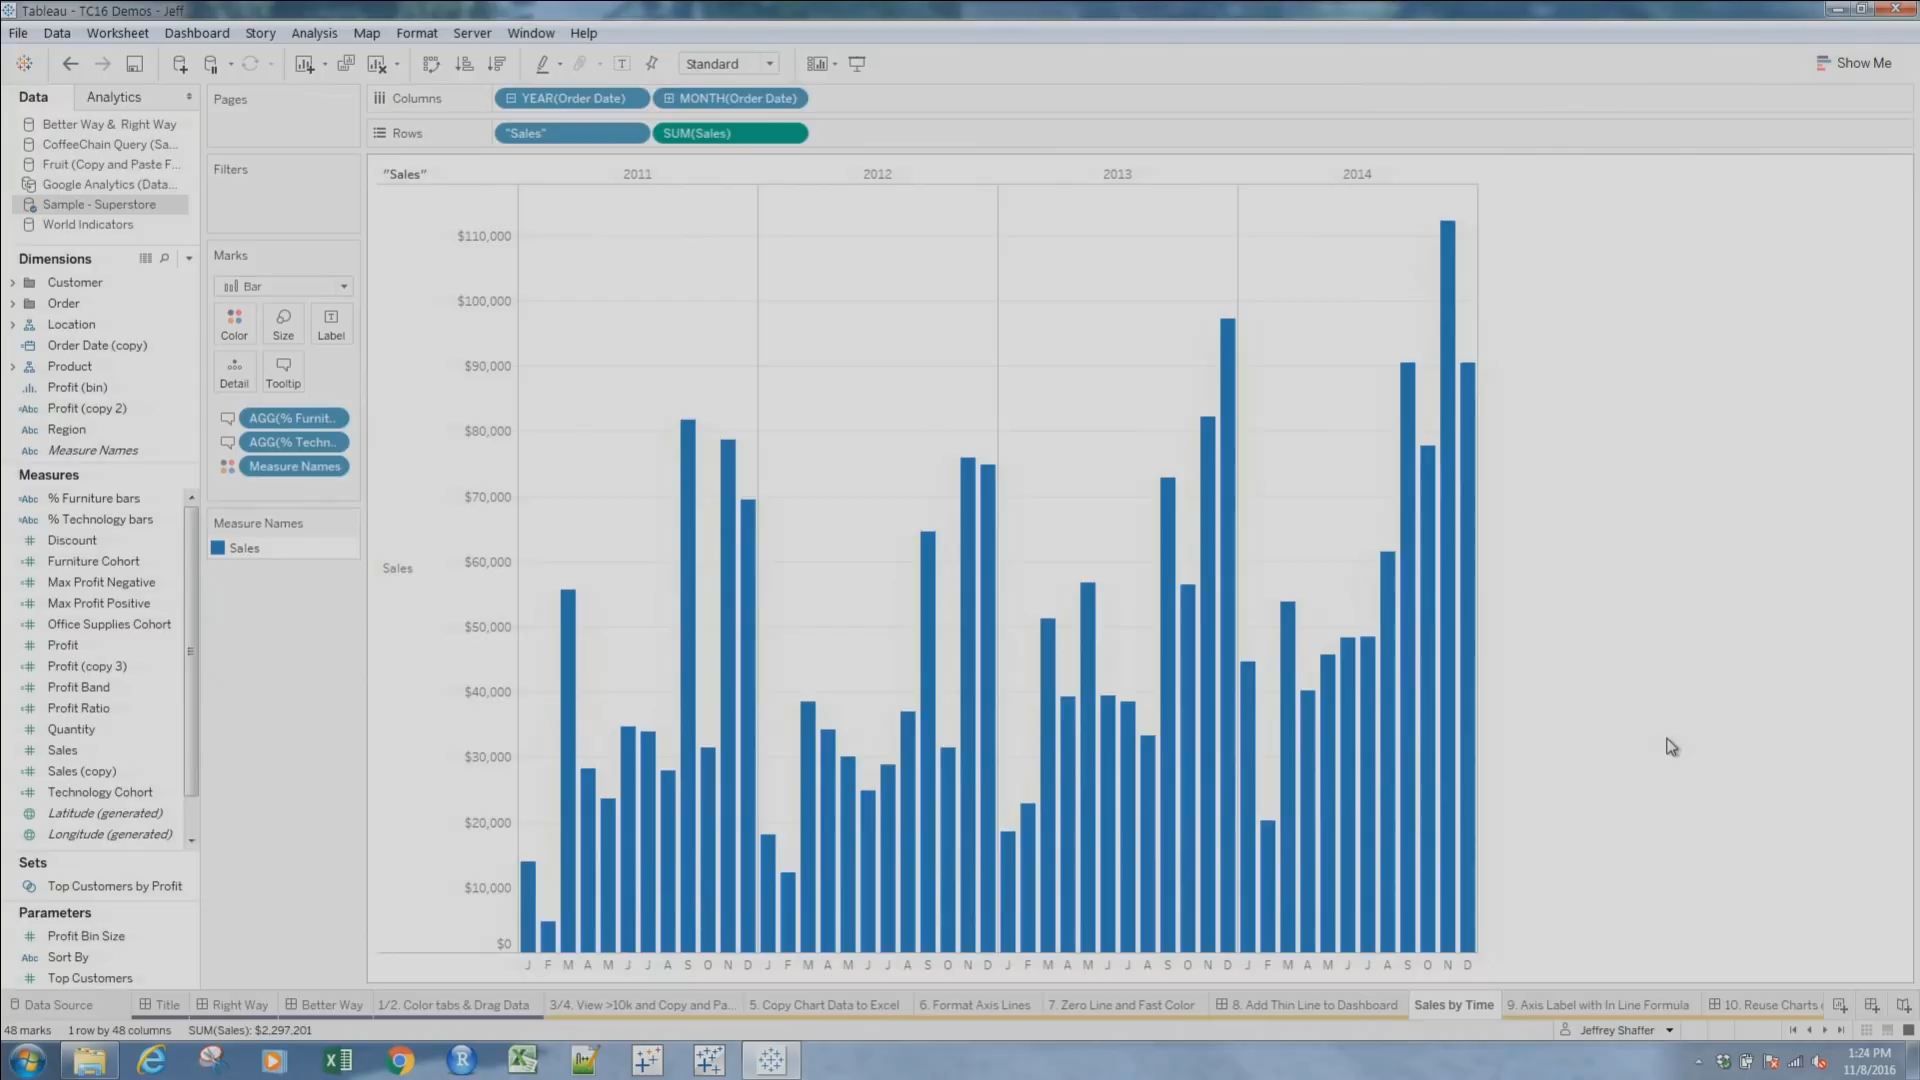 Tableau - TC16 Demos - Jeff
File Data Worksheet Dashboard Story Analysis Map Format Server Window Help
Standard
Show Me
Data Analytics
Better Way & Right Way
CoffeeChain Query (Sa...
Fruit (Copy and Paste F...
Google Analytics (Data...
Sample - Superstore
World Indicators
Dimensions
Customer
Order
Location
Order Date (copy)
Product
Profit (bin)
Abc Profit (copy 2)
Abc Region
Abc Measure Names
Measures
Abc % Furniture bars
Abc % Technology bars
Discount
Furniture Cohort
Max Profit Negative
Max Profit Positive
Office Supplies Cohort
Profit
Profit (copy 3)
Profit Band
Profit Ratio
Quantity
Sales
Sales (copy)
Technology Cohort
Latitude (generated)
Longitude (generated)
Sets
Top Customers by Profit
Parameters
Profit Bin Size
Abc Sort By
Top Customers
Pages
Filters
Marks
Bar
Color Size Label
Detail Tooltip
AGG(% Furnit..
AGG(% Techn..
Measure Names
Measure Names
Sales
Columns YEAR(Order Date) MONTH(Order Date)
Rows "Sales" SUM(Sales)
"Sales" 2011 2012 2013 2014
$110,000
$100,000
$90,000
$80,000
$70,000
$60,000
Sales
$50,000
$40,000
$30,000
$20,000
$10,000
$0
J F M A M J J A S O N D J F M A M J J A S O N D J F M A M J J A S O N D J F M A M J J A S O N D
Data Source Title Right Way Better Way 1/2. Color tabs & Drag Data 3/4. View >10k and Copy and Pa... 5. Copy Chart Data to Excel 6. Format Axis Lines 7. Zero Line and Fast Color 8. Add Thin Line to Dashboard Sales by Time 9. Axis Label with In Line Formula 10. Reuse Charts
48 marks 1 row by 48 columns SUM(Sales): $2,297,201
Jeffrey Shaffer
1:24 PM
11/8/2016